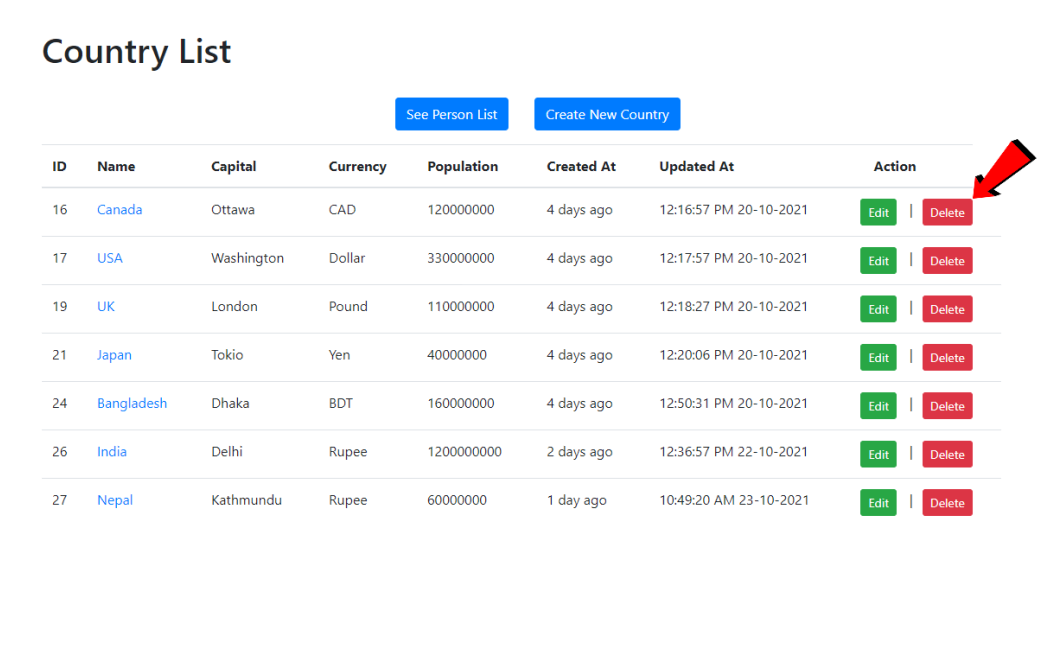 Country List
See Person List Create New Country
ID Name Capital Currency Population Created At Updated At Action
16 Canada Ottawa CAD 120000000 4 days ago 12:16:57 PM 20-10-2021 Edit | Delete
17 USA Washington Dollar 330000000 4 days ago 12:17:57 PM 20-10-2021 Edit | Delete
19 UK London Pound 110000000 4 days ago 12:18:27 PM 20-10-2021 Edit | Delete
21 Japan Tokio Yen 40000000 4 days ago 12:20:06 PM 20-10-2021 Edit | Delete
24 Bangladesh Dhaka BDT 160000000 4 days ago 12:50:31 PM 20-10-2021 Edit | Delete
26 India Delhi Rupee 1200000000 2 days ago 12:36:57 PM 22-10-2021 Edit | Delete
27 Nepal Kathmundu Rupee 60000000 1 day ago 10:49:20 AM 23-10-2021 Edit | Delete